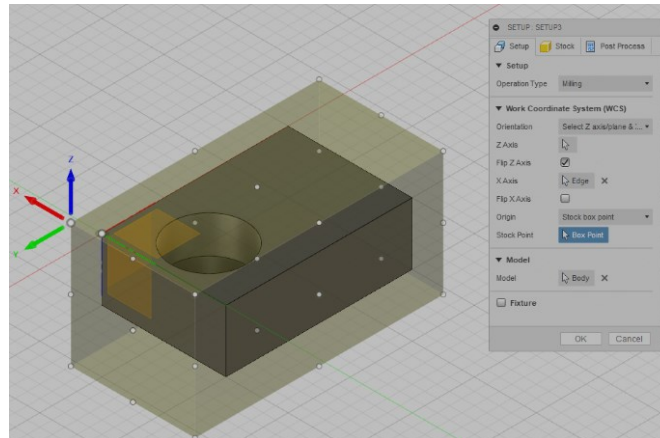 SETUP : SETUP3
Setup
Stock
Post Process
Setup
Operation Type
Milling
Work Coordinate System (WCS)
Orientation
Select Z axis/plane & X...
Z Axis
Flip Z Axis
X Axis
Edge
Flip X Axis
Origin
Stock box point
Stock Point
Box Point
Model
Model
Body
Fixture
OK
Cancel
Z
X
Y